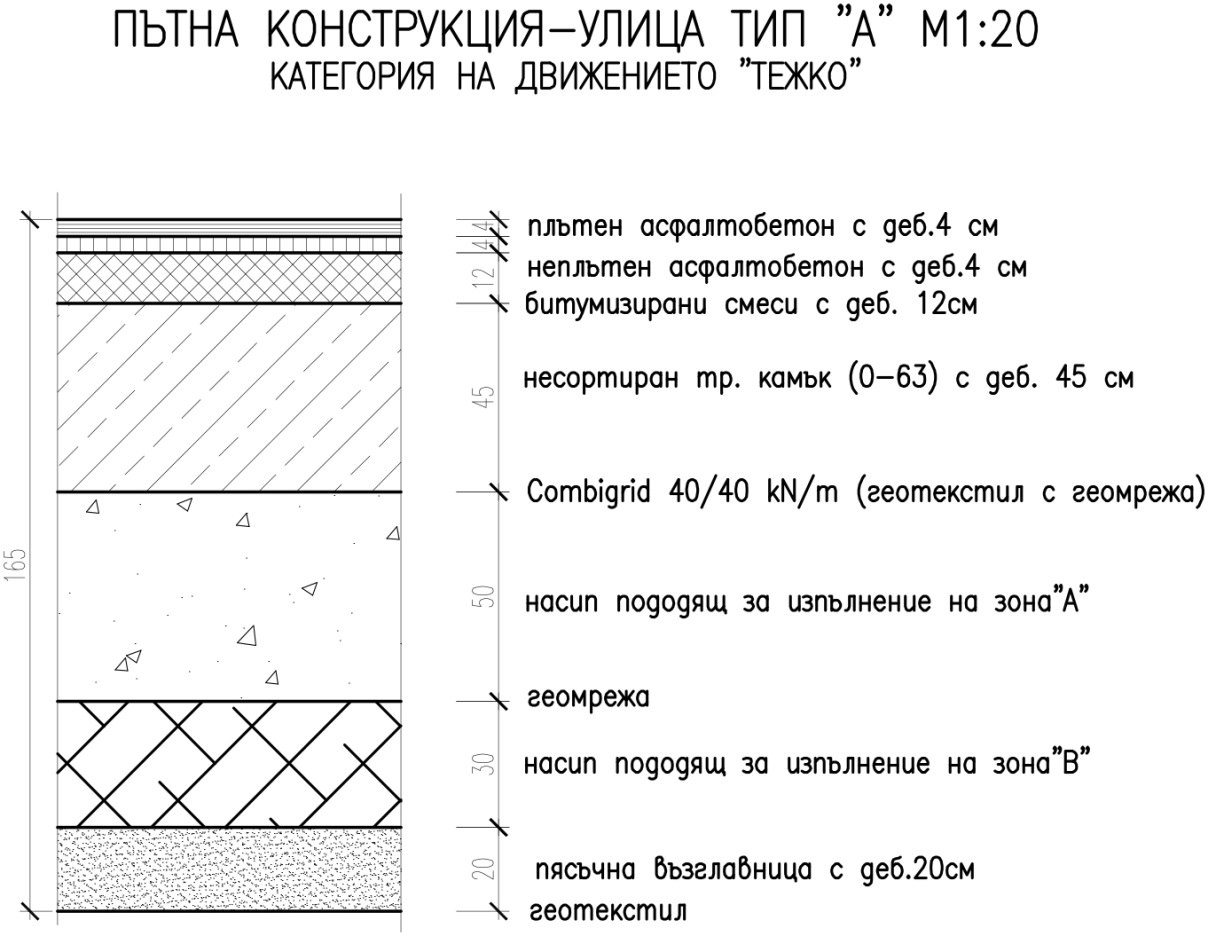 ПЪТНА КОНСТРУКЦИЯ–УЛИЦА ТИП ”А” М1:20
КАТЕГОРИЯ НА ДВИЖЕНИЕТО ”ТЕЖКО”
4 плътен асфалтобетон с деб.4 см
4 неплътен асфалтобетон с деб.4 см
12 битумизирани смеси с деб. 12см
45 несортиран тр. камък (0–63) с деб. 45 см
Combigrid 40/40 kN/m (геотекстил с геомрежа)
165
50 насип пододящ за изпълнение на зона”А”
геомрежа
30 насип пододящ за изпълнение на зона”В”
20 пясъчна възглавница с деб.20см
геотекстил